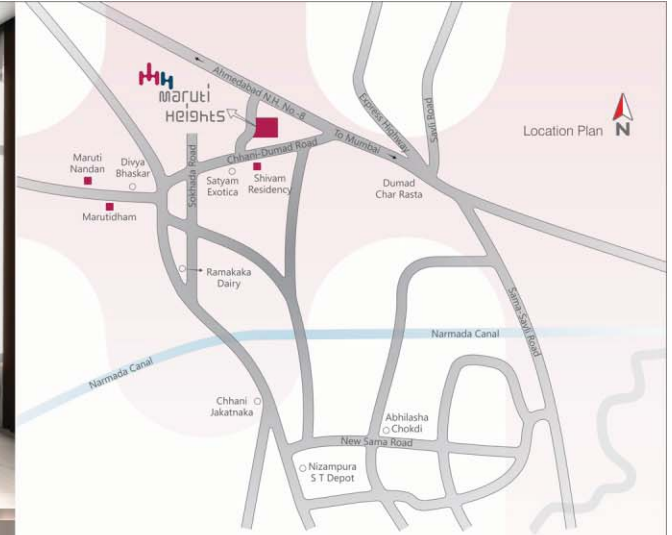 Ahmedabad N.H. No.-8
maruti
HeigHts
To Mumbai
Express Highway
Savli Road
Location Plan
N
Chhani-Dumad Road
Sokhada Road
Maruti
Nandan
Divya
Bhaskar
Satyam
Exotica
Shivam
Residency
Dumad
Char Rasta
Marutidham
Ramakaka
Dairy
Sama-Savli Road
Narmada Canal
Narmada Canal
Chhani
Jakatnaka
Abhilasha
Chokdi
New Sama Road
Nizampura
S T Depot